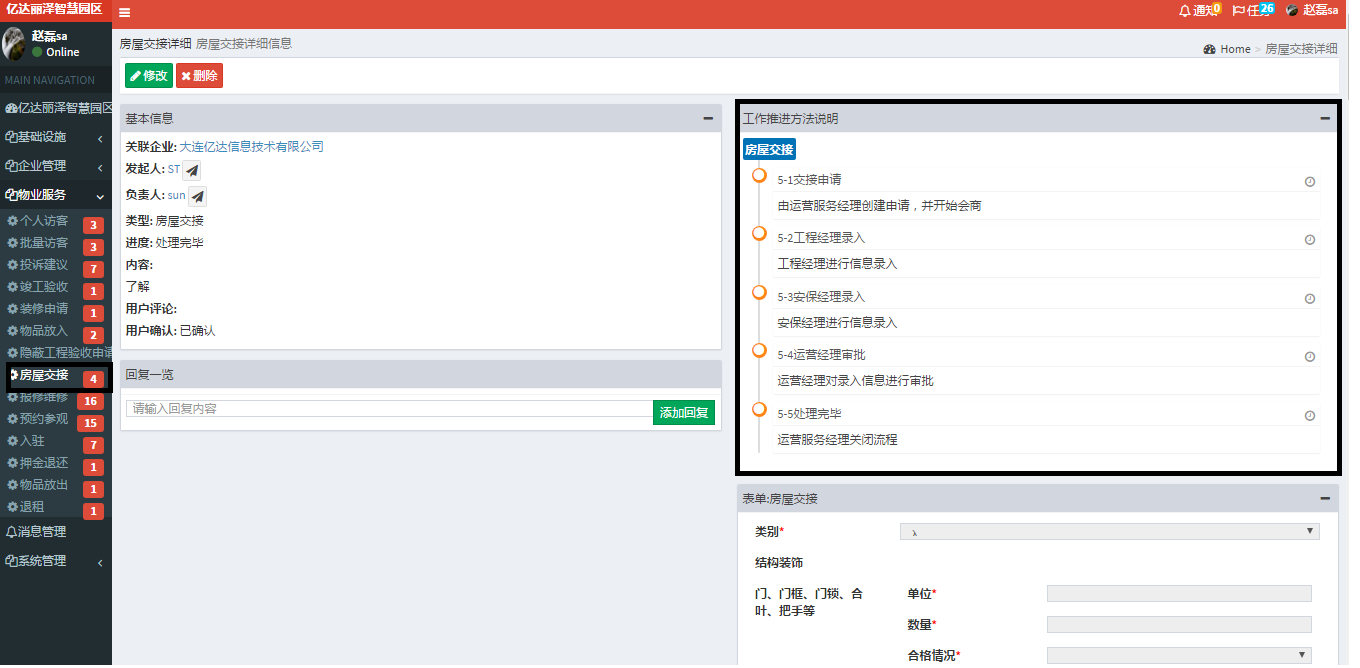 亿达丽泽智慧园区
通知 0
任务 26
赵磊sa
赵磊sa
Online
MAIN NAVIGATION
亿达丽泽智慧园区
基础设施
企业管理
物业服务
个人访客 3
批量访客 3
投诉建议 7
竣工验收 1
装修申请 1
物品放入 2
隐蔽工程验收申请
房屋交接 4
报修维修 16
预约参观 15
入驻 7
押金退还 1
物品放出 1
退租 1
消息管理
系统管理
房屋交接详细 房屋交接详细信息
Home > 房屋交接详细
修改 删除
基本信息
关联企业: 大连亿达信息技术有限公司
发起人: ST
负责人: sun
类型: 房屋交接
进度: 处理完毕
内容:
了解
用户评论:
用户确认: 已确认
回复一览
请输入回复内容 添加回复
工作推进方法说明
房屋交接
5-1交接申请
由运营服务经理创建申请，并开始会商
5-2工程经理录入
工程经理进行信息录入
5-3安保经理录入
安保经理进行信息录入
5-4运营经理审批
运营经理对录入信息进行审批
5-5处理完毕
运营服务经理关闭流程
表单:房屋交接
类别*
结构装饰
门、门框、门锁、合
叶、把手等
单位*
数量*
合格情况*